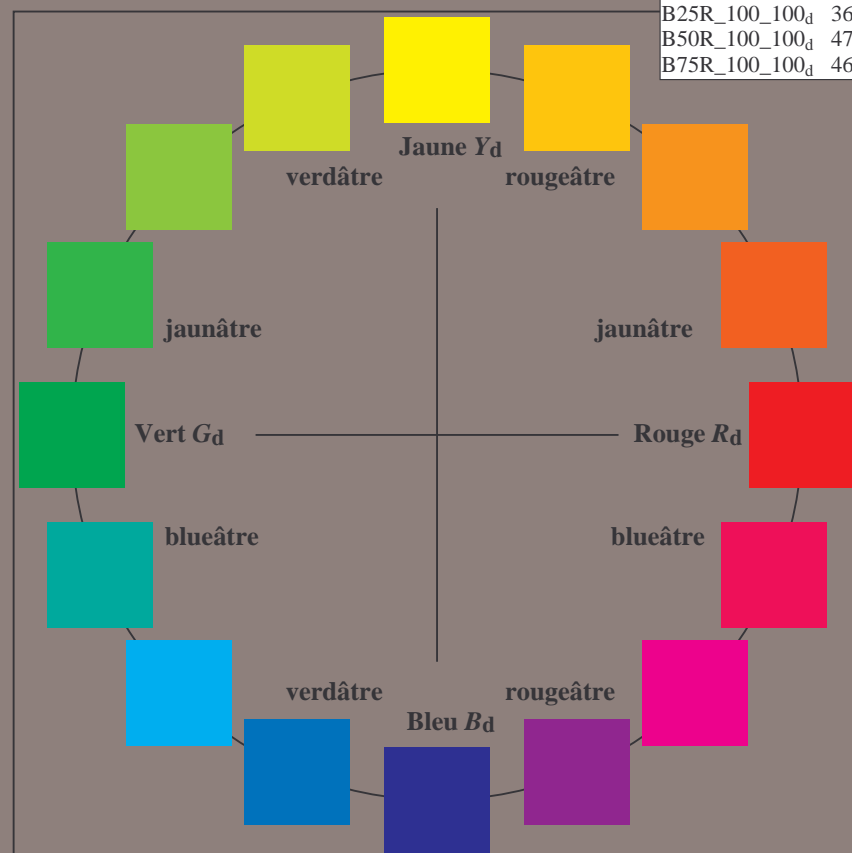 B25R_100_100d 36
B50R_100_100d 47
B75R_100_100d 46
Jaune Yd
verdâtre rougeâtre
jaunâtre jaunâtre
Vert Gd Rouge Rd
blueâtre blueâtre
verdâtre rougeâtre
Bleu Bd